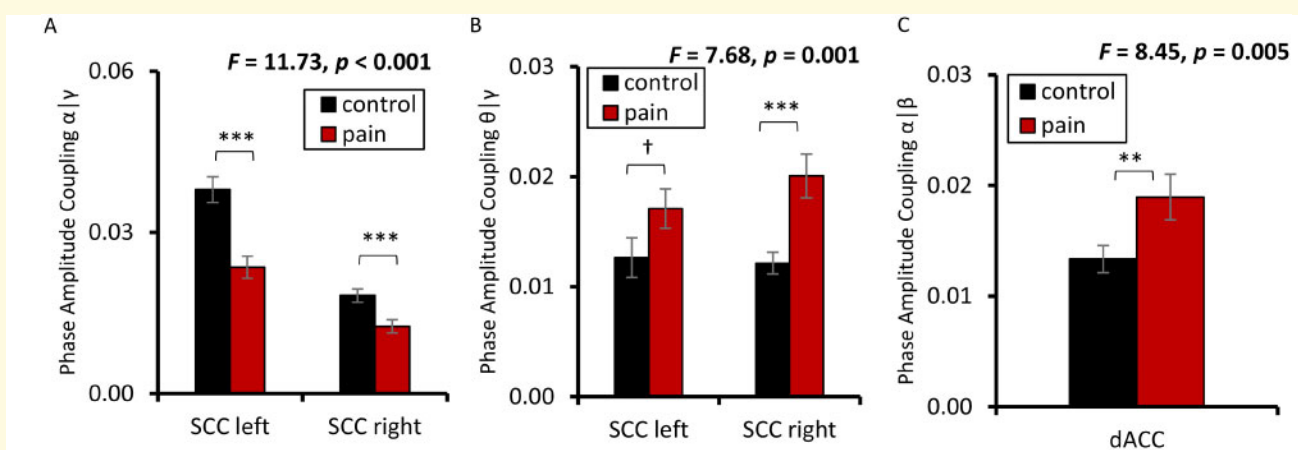 A
F = 11.73, p < 0.001
Phase Amplitude Coupling α|γ
0.06
0.03
0.00
control
pain
***
***
SCC left
SCC right
B
F = 7.68, p = 0.001
Phase Amplitude Coupling θ|γ
0.03
0.02
0.01
0.00
control
pain
†
***
SCC left
SCC right
C
F = 8.45, p = 0.005
Phase Amplitude Coupling α|β
0.03
0.02
0.01
0.00
control
pain
**
dACC